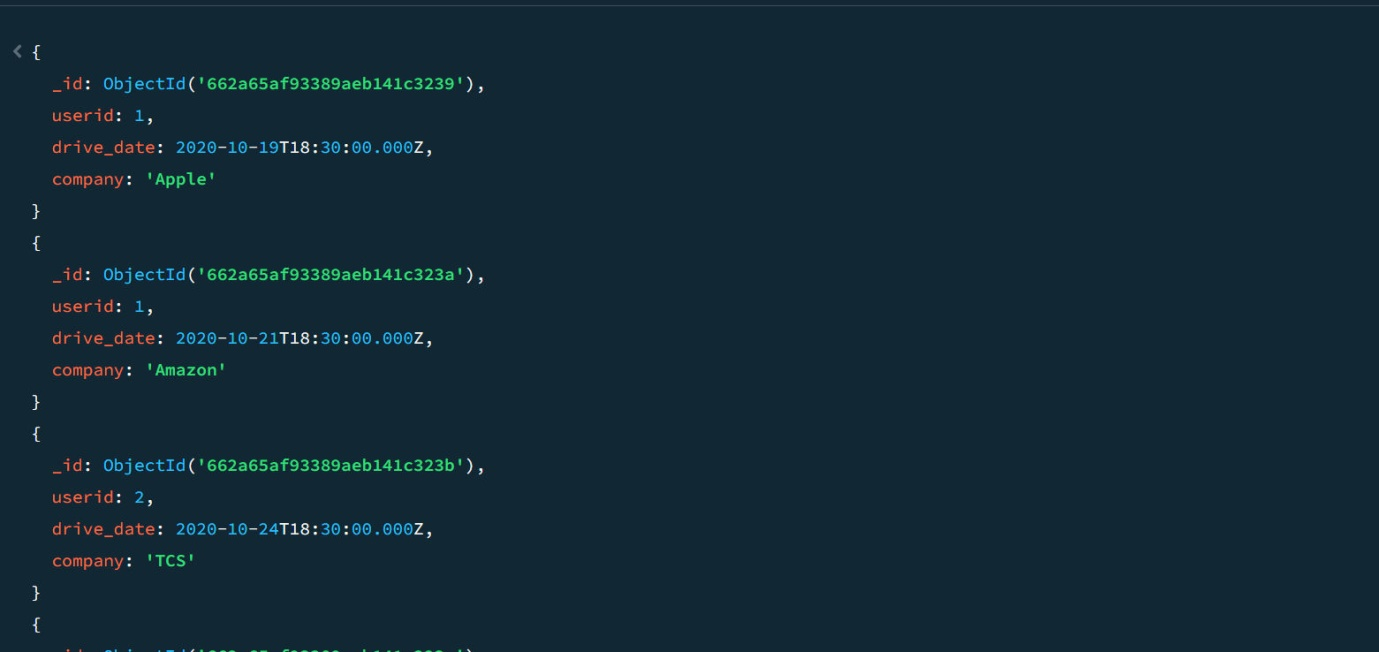 {
_id: ObjectId('662a65af93389aeb141c3239'),
userid: 1,
drive_date: 2020-10-19T18:30:00.000Z,
company: 'Apple'
}
{
_id: ObjectId('662a65af93389aeb141c323a'),
userid: 1,
drive_date: 2020-10-21T18:30:00.000Z,
company: 'Amazon'
}
{
_id: ObjectId('662a65af93389aeb141c323b'),
userid: 2,
drive_date: 2020-10-24T18:30:00.000Z,
company: 'TCS'
}
{